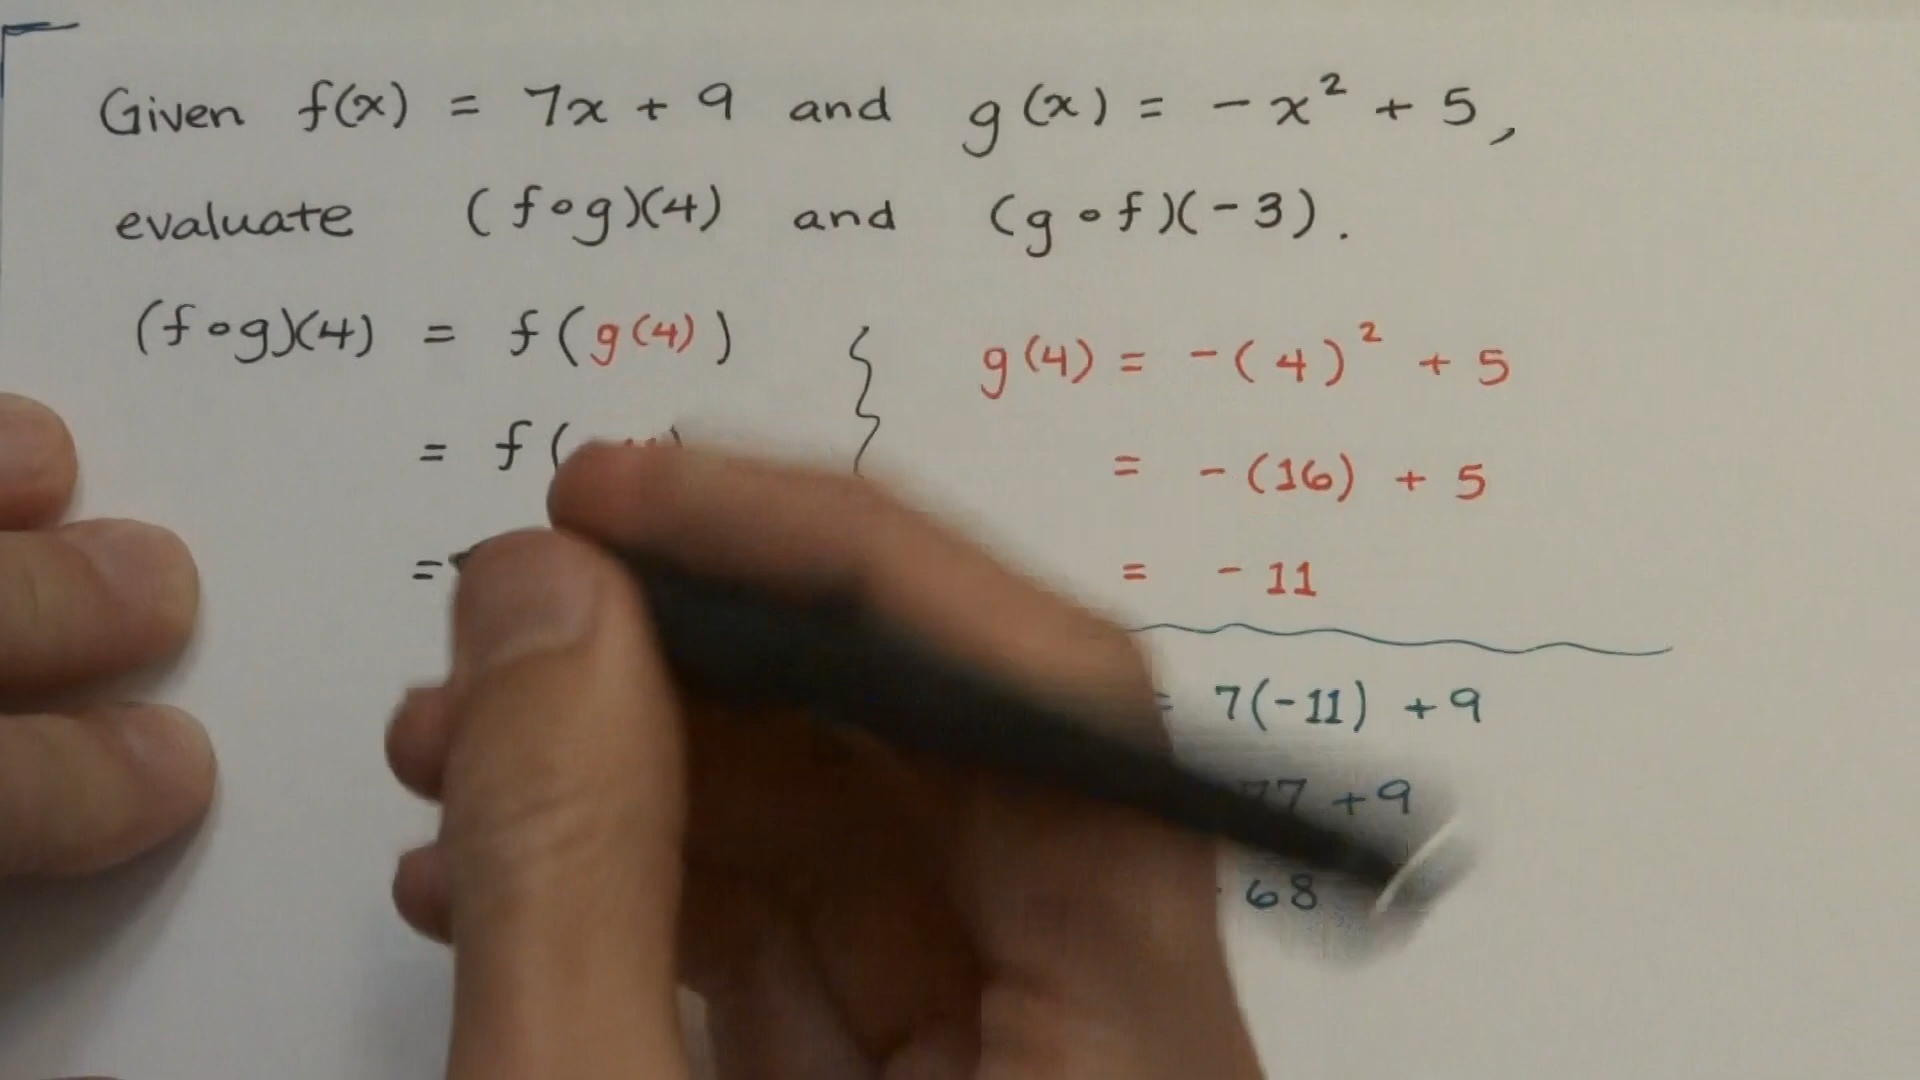 Given f(x) = 7x + 9 and g(x) = -x² + 5,
evaluate (f∘g)(4) and (g∘f)(-3).
(f∘g)(4) = f(g(4))
= f(
=
g(4) = -(4)² + 5
= -(16) + 5
= -11
= 7(-11) + 9
77 + 9
68